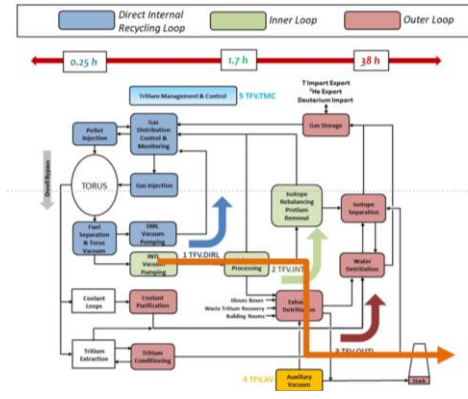 Direct Internal
Recycling Loop
Inner Loop
Outer Loop
0.25 h
1.7 h
38 h
Tritium Management & Control
5 TFV.TMC
T Import Export
³He Export
Deuterium Import
Pellet
Injection
Gas
Distribution
Control &
Monitoring
Gas Storage
TORUS
Gas Injection
Isotope
Rebalancing
Protium
Removal
Isotope
Separation
Fuel
Separation &
Torus
Vacuum
DIRL
Vacuum
Pumping
1 TFV.DIRL
INTL
Vacuum
Pumping
Processing
2 TFV.INT
Water
Detritiation
Gloves Boxes
Waste Tritium Recovery
Building Rooms
Exhaust
Detritiation
Coolant
Loops
Coolant
Purification
3 TFV.OUTL
Tritium
Extraction
Tritium
Conditioning
4 TFV.AV
Auxiliary
Vacuum
Stack